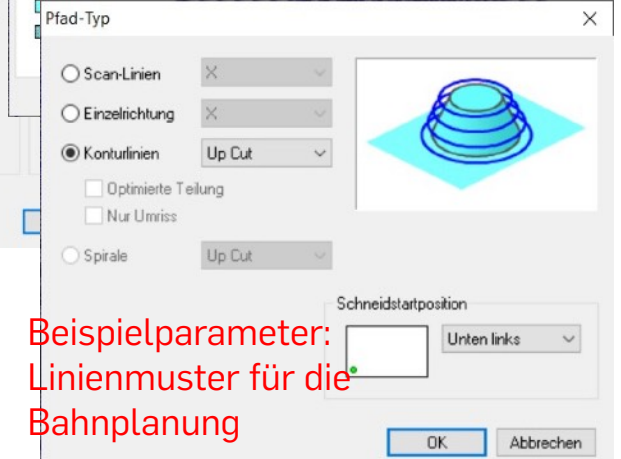 Pfad-Typ
Scan-Linien X
Einzelrichtung X
Konturlinien Up Cut
Optimierte Teilung
Nur Umriss
Spirale Up Cut
Schneidstartposition
Unten links
Beispielparameter:
Linienmuster für die
Bahnplanung
OK Abbrechen